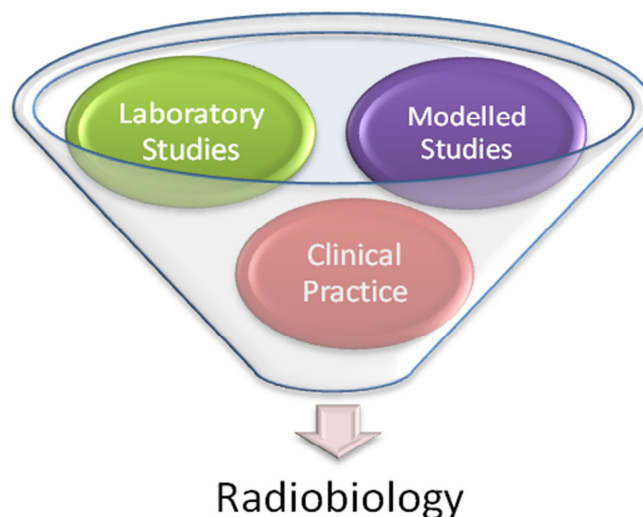 Laboratory
Studies
Modelled
Studies
Clinical
Practice
Radiobiology